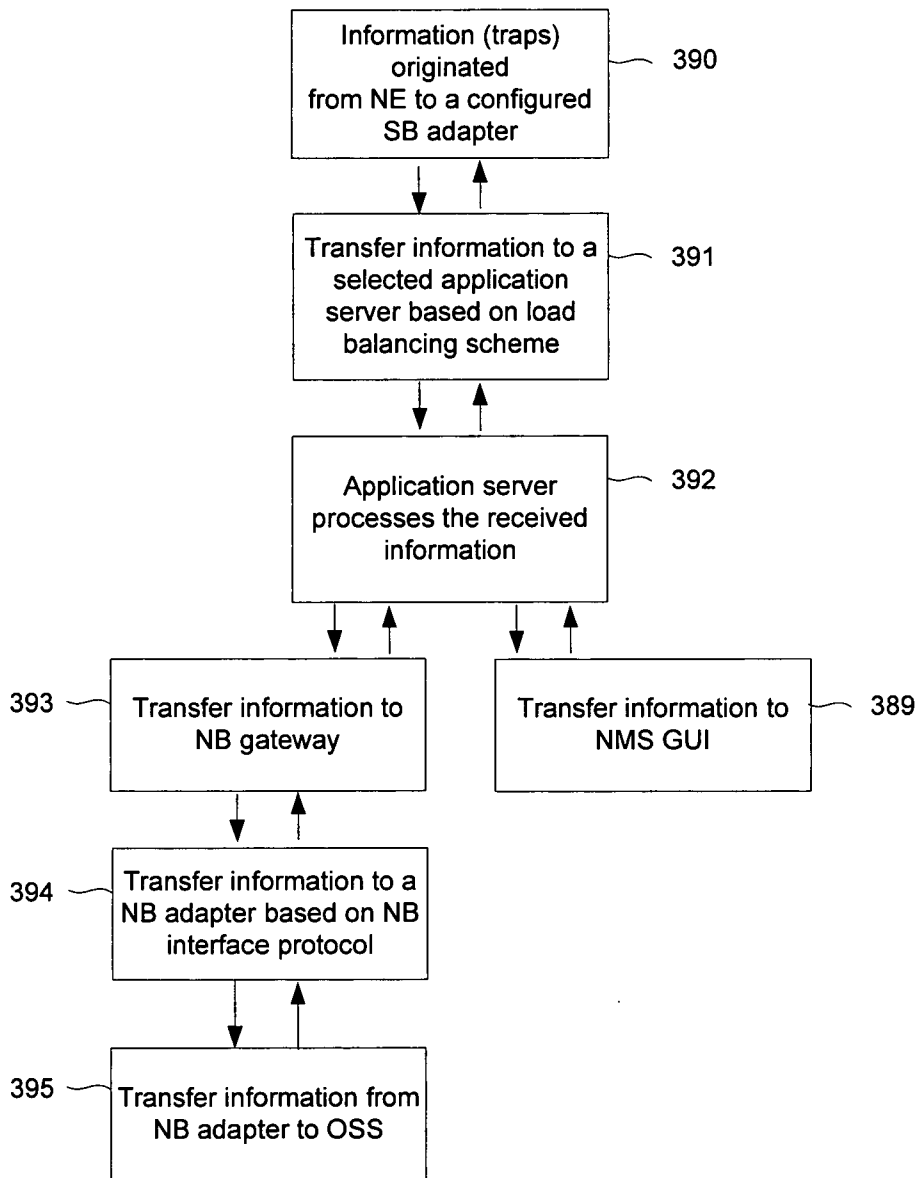 Information (traps)
originated
from NE to a configured
SB adapter
390
Transfer information to a
selected application
server based on load
balancing scheme
391
Application server
processes the received
information
392
393
Transfer information to
NB gateway
Transfer information to
NMS GUI
389
394
Transfer information to a
NB adapter based on NB
interface protocol
395
Transfer information from
NB adapter to OSS